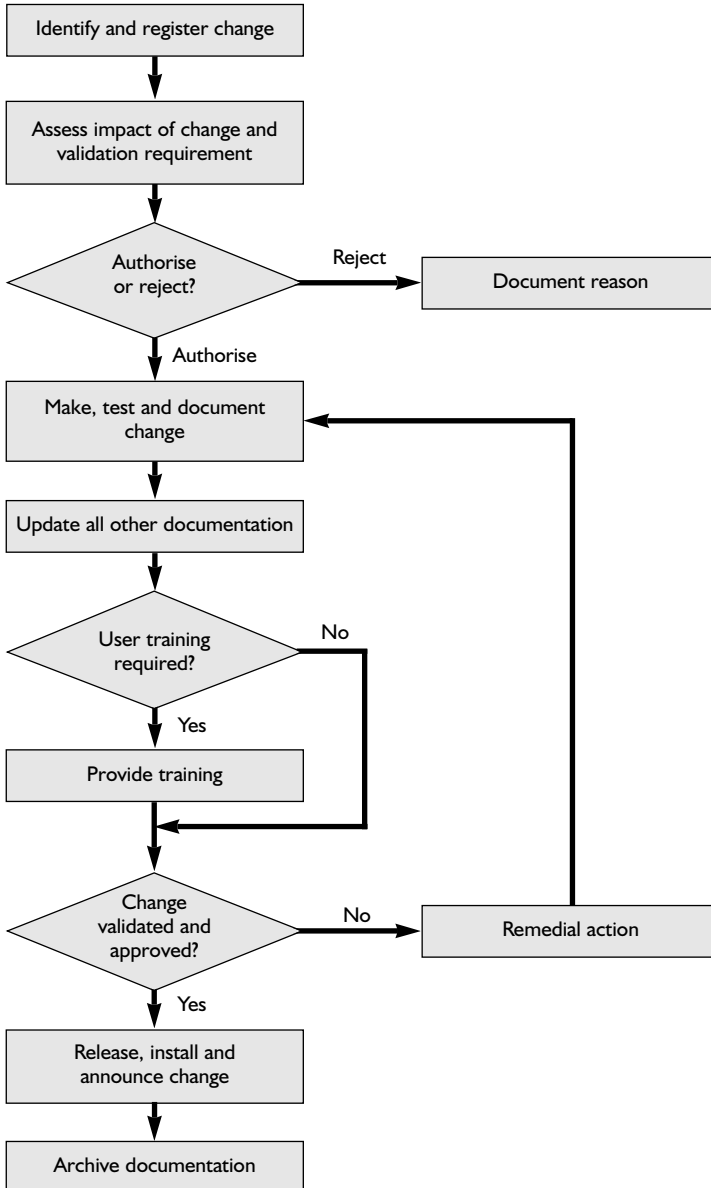 Identify and register change
Assess impact of change and
validation requirement
Authorise
or reject?
Reject
Document reason
Authorise
Make, test and document
change
Update all other documentation
User training
required?
No
Yes
Provide training
Change
validated and
approved?
No
Remedial action
Yes
Release, install and
announce change
Archive documentation